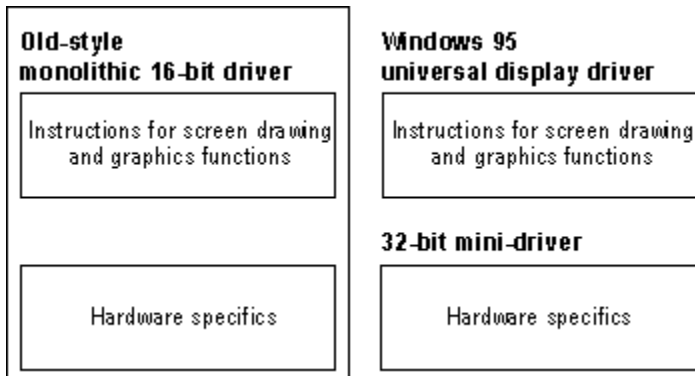 Old-style
monolithic 16-bit driver
Instructions for screen drawing
and graphics functions
Hardware specifics
Windows 95
universal display driver
Instructions for screen drawing
and graphics functions
32-bit mini-driver
Hardware specifics